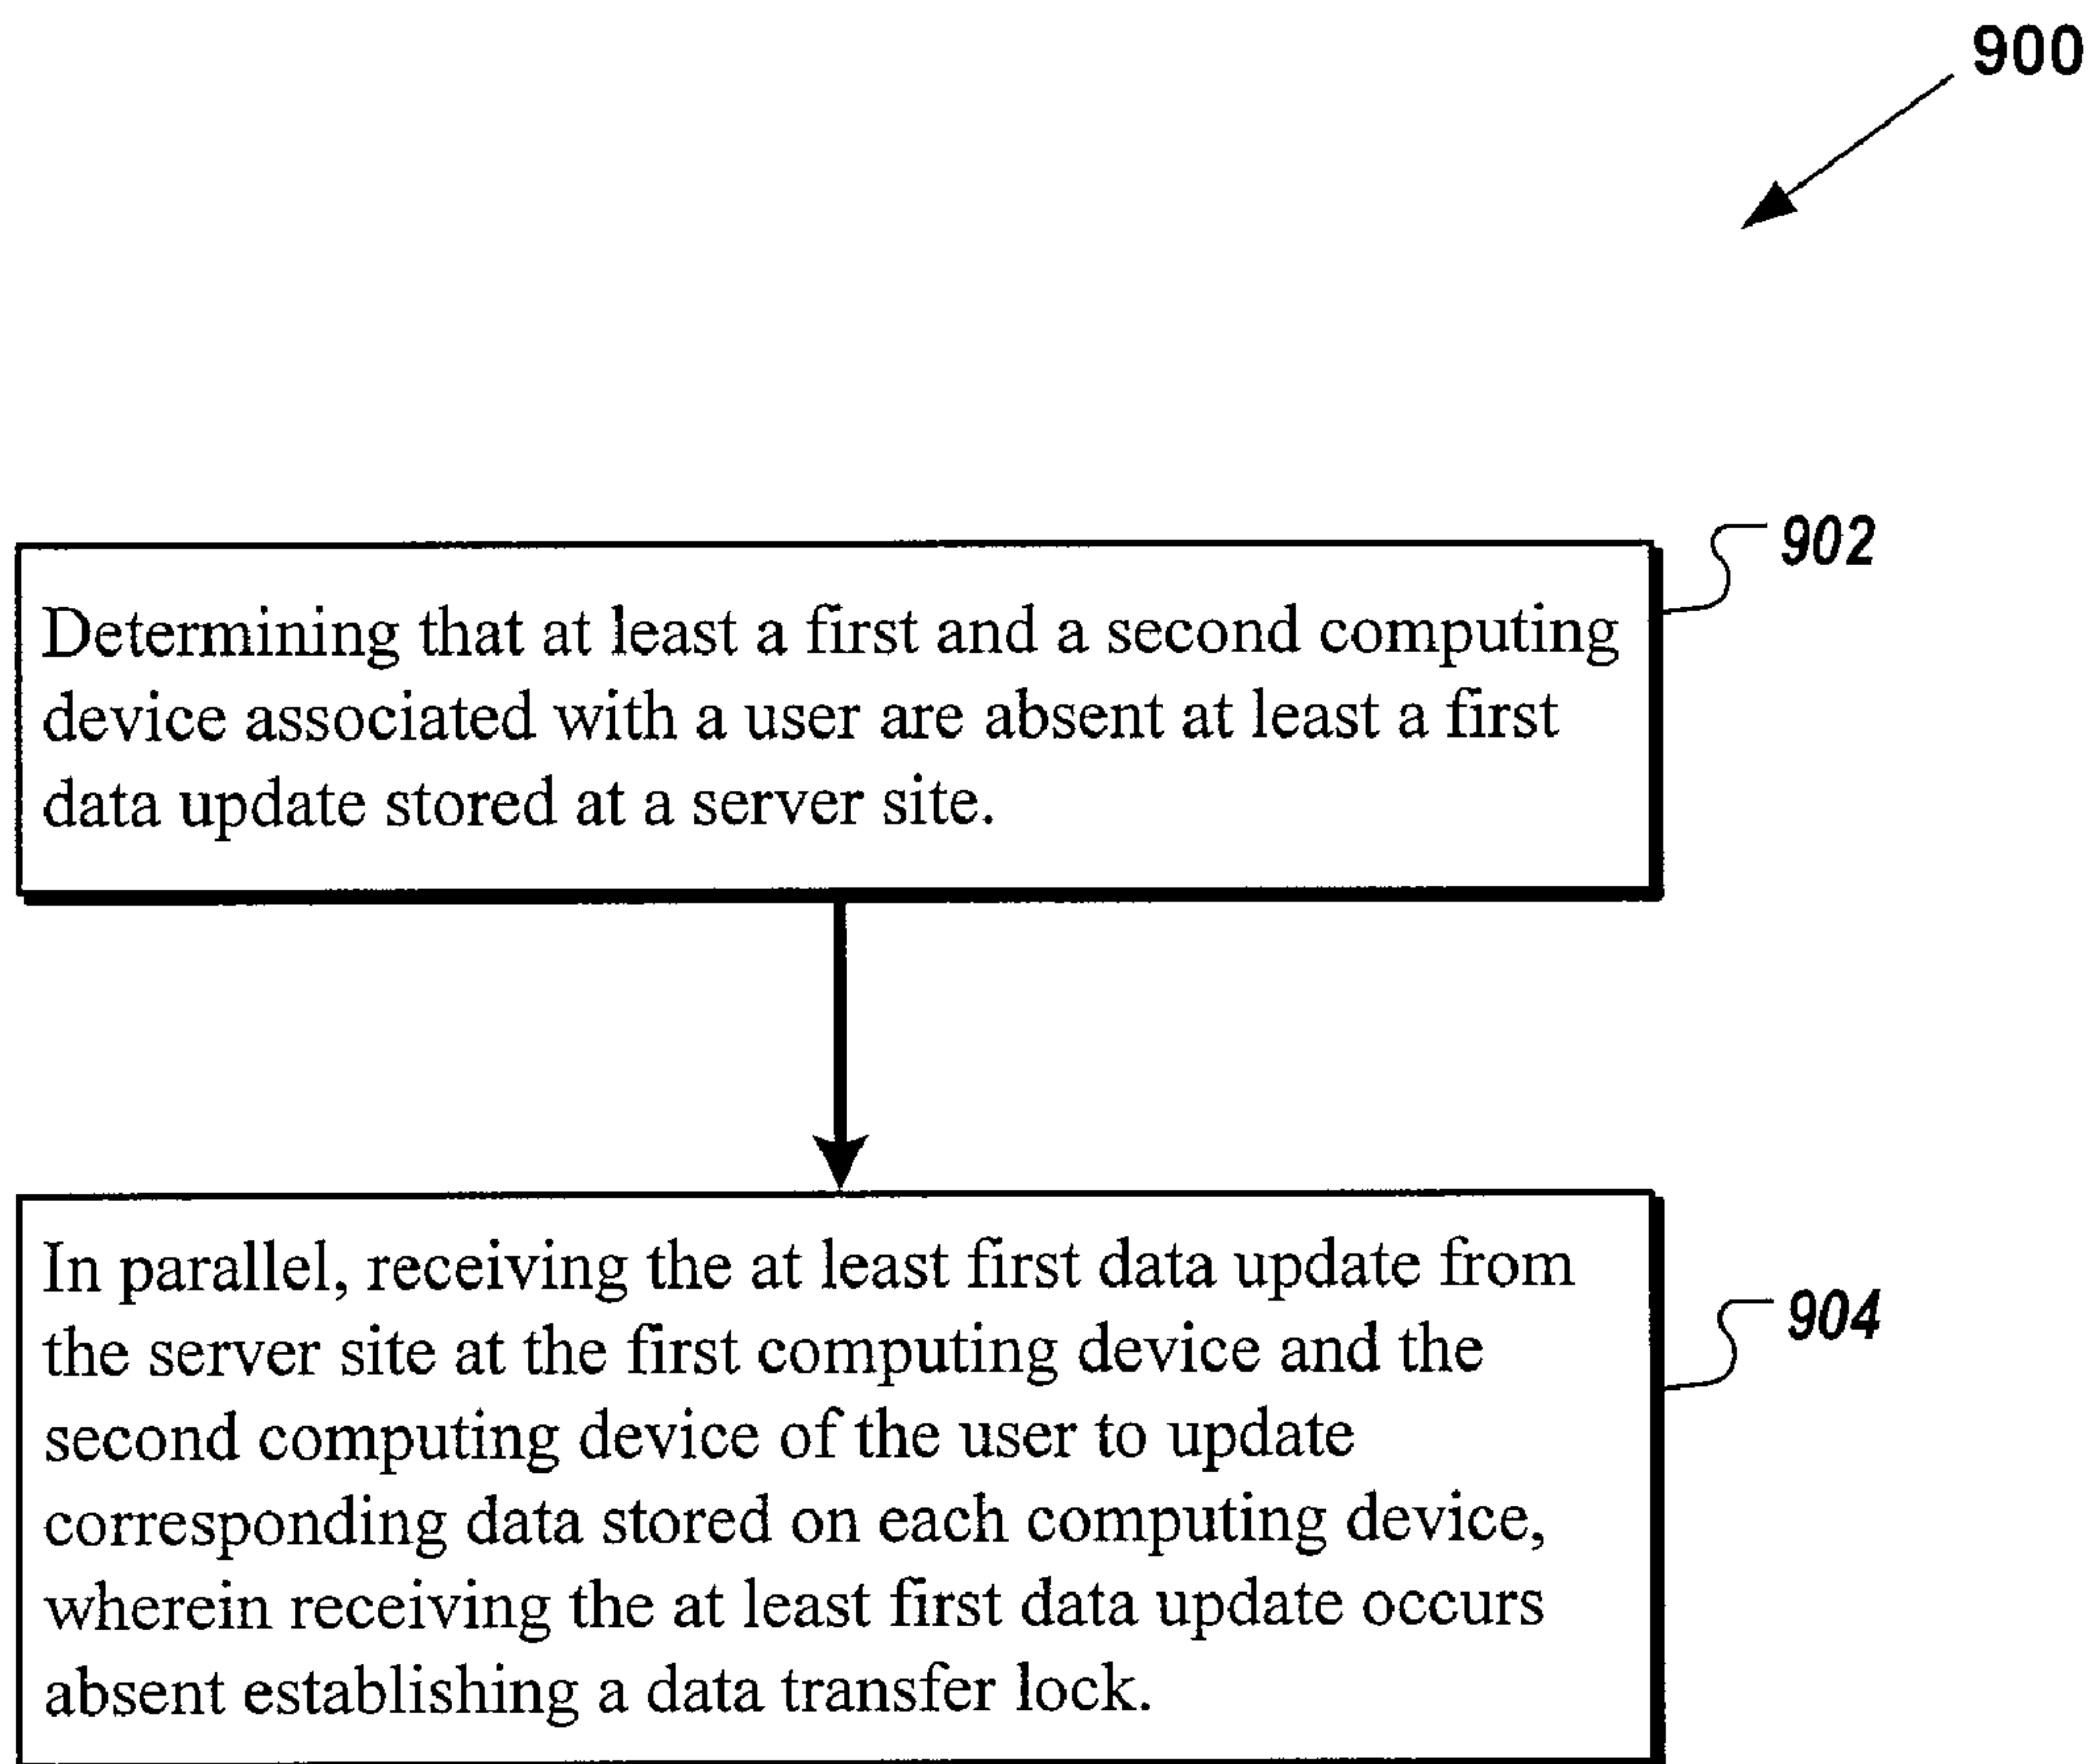 900
902
Determining that at least a first and a second computing
device associated with a user are absent at least a first
data update stored at a server site.
In parallel, receiving the at least first data update from
the server site at the first computing device and the
second computing device of the user to update
corresponding data stored on each computing device,
wherein receiving the at least first data update occurs
absent establishing a data transfer lock.
904